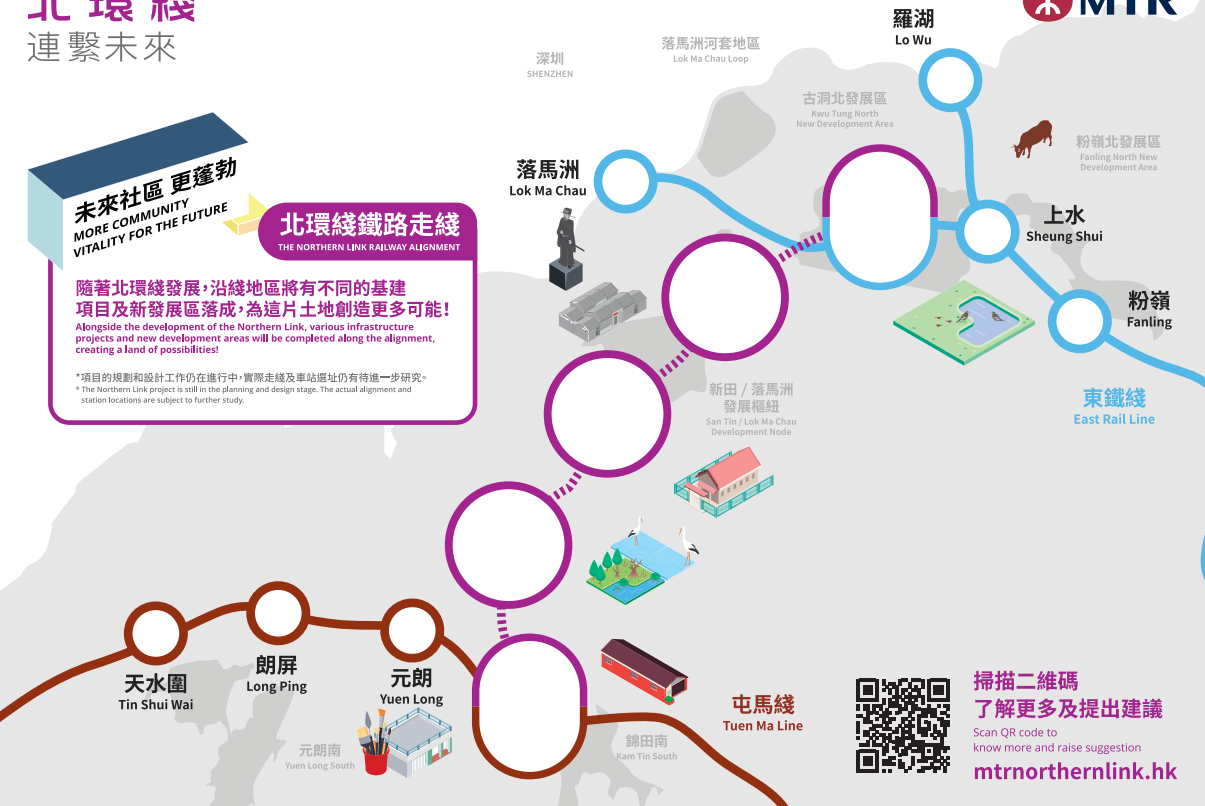 北環綫
連繫未來
MTR
羅湖
Lo Wu
深圳
SHENZHEN
落馬洲河套地區
Lok Ma Chau Loop
古洞北發展區
Kwu Tung North
New Development Area
粉嶺北發展區
Fanling North New
Development Area
落馬洲
Lok Ma Chau
上水
Sheung Shui
粉嶺
Fanling
東鐵綫
East Rail Line
未來社區 更蓬勃
MORE COMMUNITY
VITALITY FOR THE FUTURE
北環綫鐵路走綫
THE NORTHERN LINK RAILWAY ALIGNMENT
隨著北環綫發展，沿綫地區將有不同的基建
項目及新發展區落成，為這片土地創造更多可能！
Alongside the development of the Northern Link, various infrastructure
projects and new development areas will be completed along the alignment,
creating a land of possibilities!
*項目的規劃和設計工作仍在進行中，實際走綫及車站選址仍有待進一步研究。
* The Northern Link project is still in the planning and design stage. The actual alignment and
station locations are subject to further study.
新田 / 落馬洲
發展樞紐
San Tin / Lok Ma Chau
Development Node
天水圍
Tin Shui Wai
朗屏
Long Ping
元朗
Yuen Long
元朗南
Yuen Long South
錦田南
Kam Tin South
屯馬綫
Tuen Ma Line
掃描二維碼
了解更多及提出建議
Scan QR code to
know more and raise suggestion
mtrnorthernlink.hk